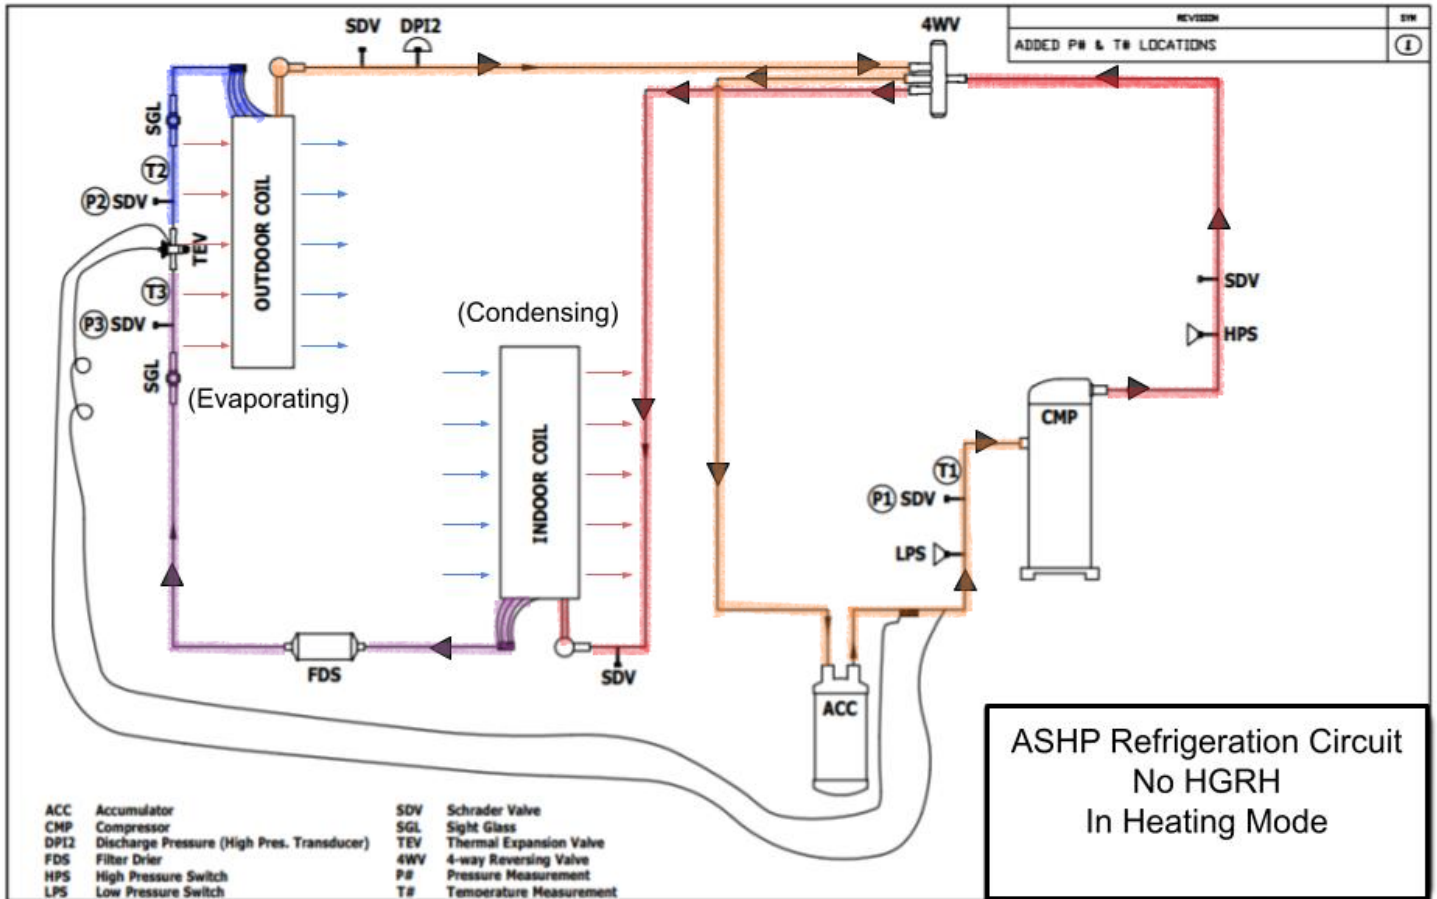 REVISION SYM
ADDED P# & T# LOCATIONS 1
SDV DPI2 4WV
SGL
T2
P2 SDV
TEV
OUTDOOR COIL
T3
P3 SDV
SGL
(Evaporating)
(Condensing)
INDOOR COIL
SDV
HPS
CMP
T1
P1 SDV
LPS
FDS
SDV
ACC
ASHP Refrigeration Circuit
No HGRH
In Heating Mode
ACC Accumulator
CMP Compressor
DPI2 Discharge Pressure (High Pres. Transducer)
FDS Filter Drier
HPS High Pressure Switch
LPS Low Pressure Switch
SDV Schrader Valve
SGL Sight Glass
TEV Thermal Expansion Valve
4WV 4-way Reversing Valve
P# Pressure Measurement
T# Temperature Measurement